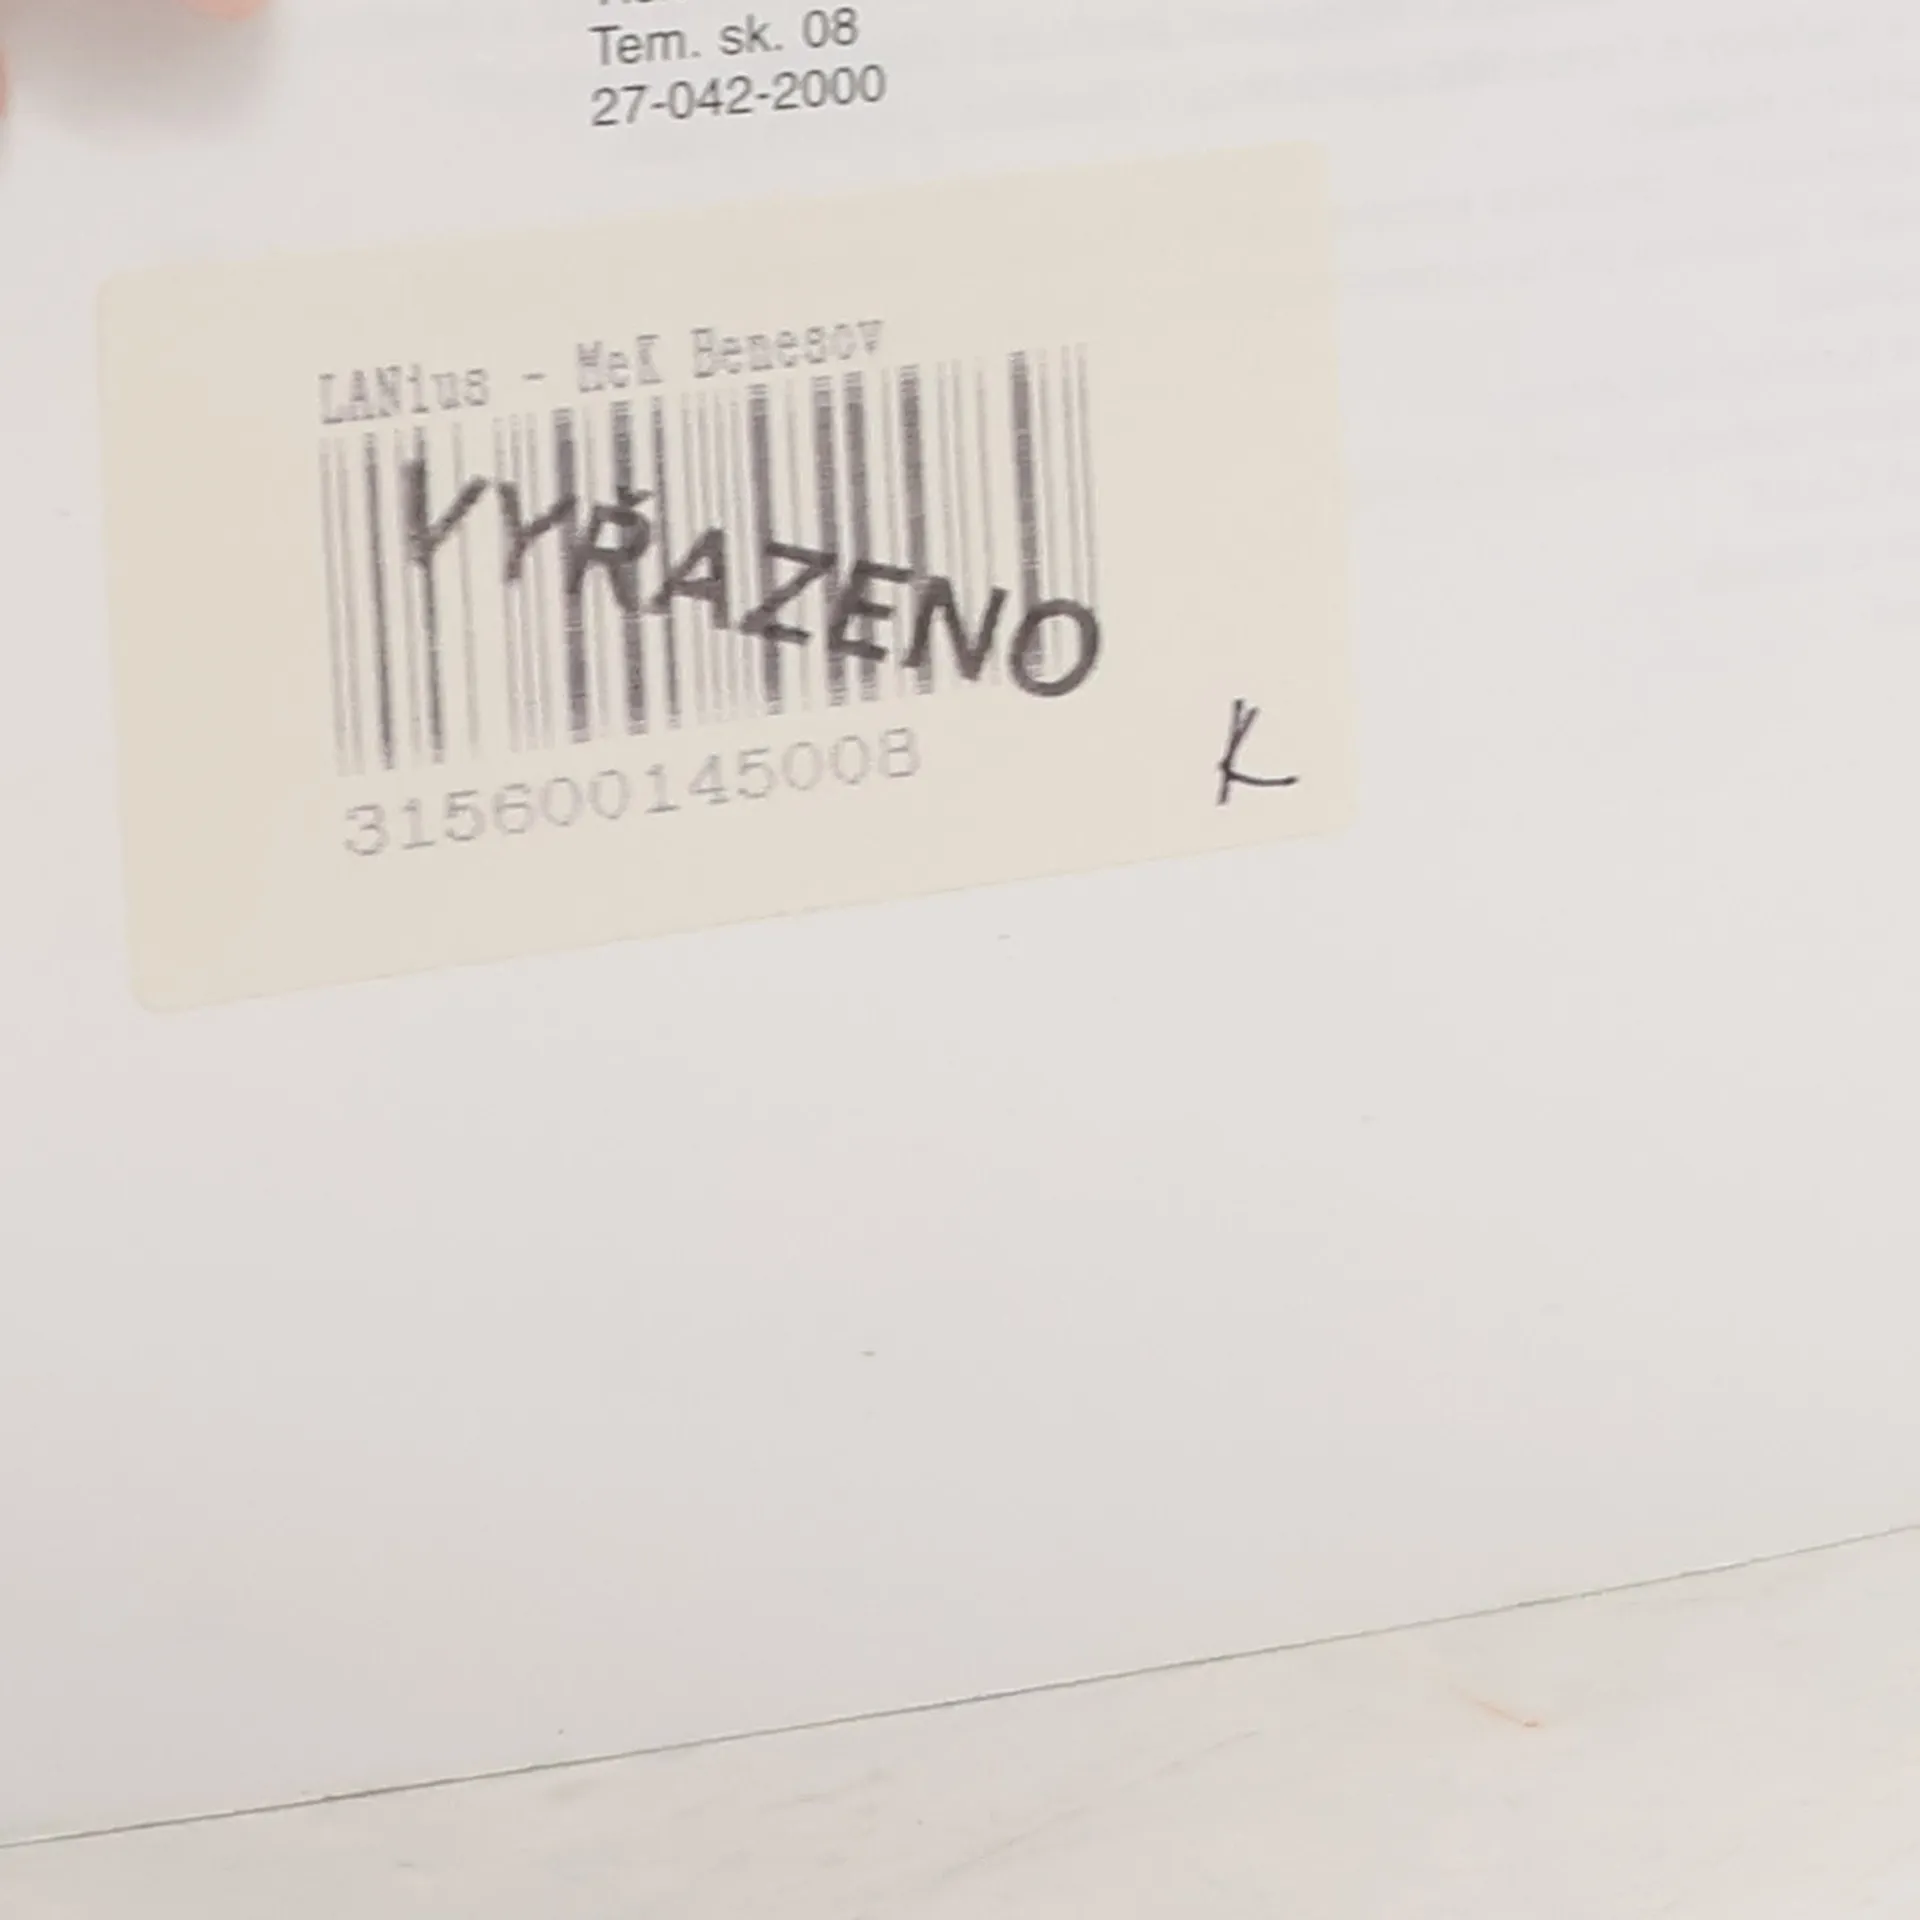 Tem. sk. 08
27-042-2000
LANius - MeK Benesov
VYŘAZENO
315600145008
K